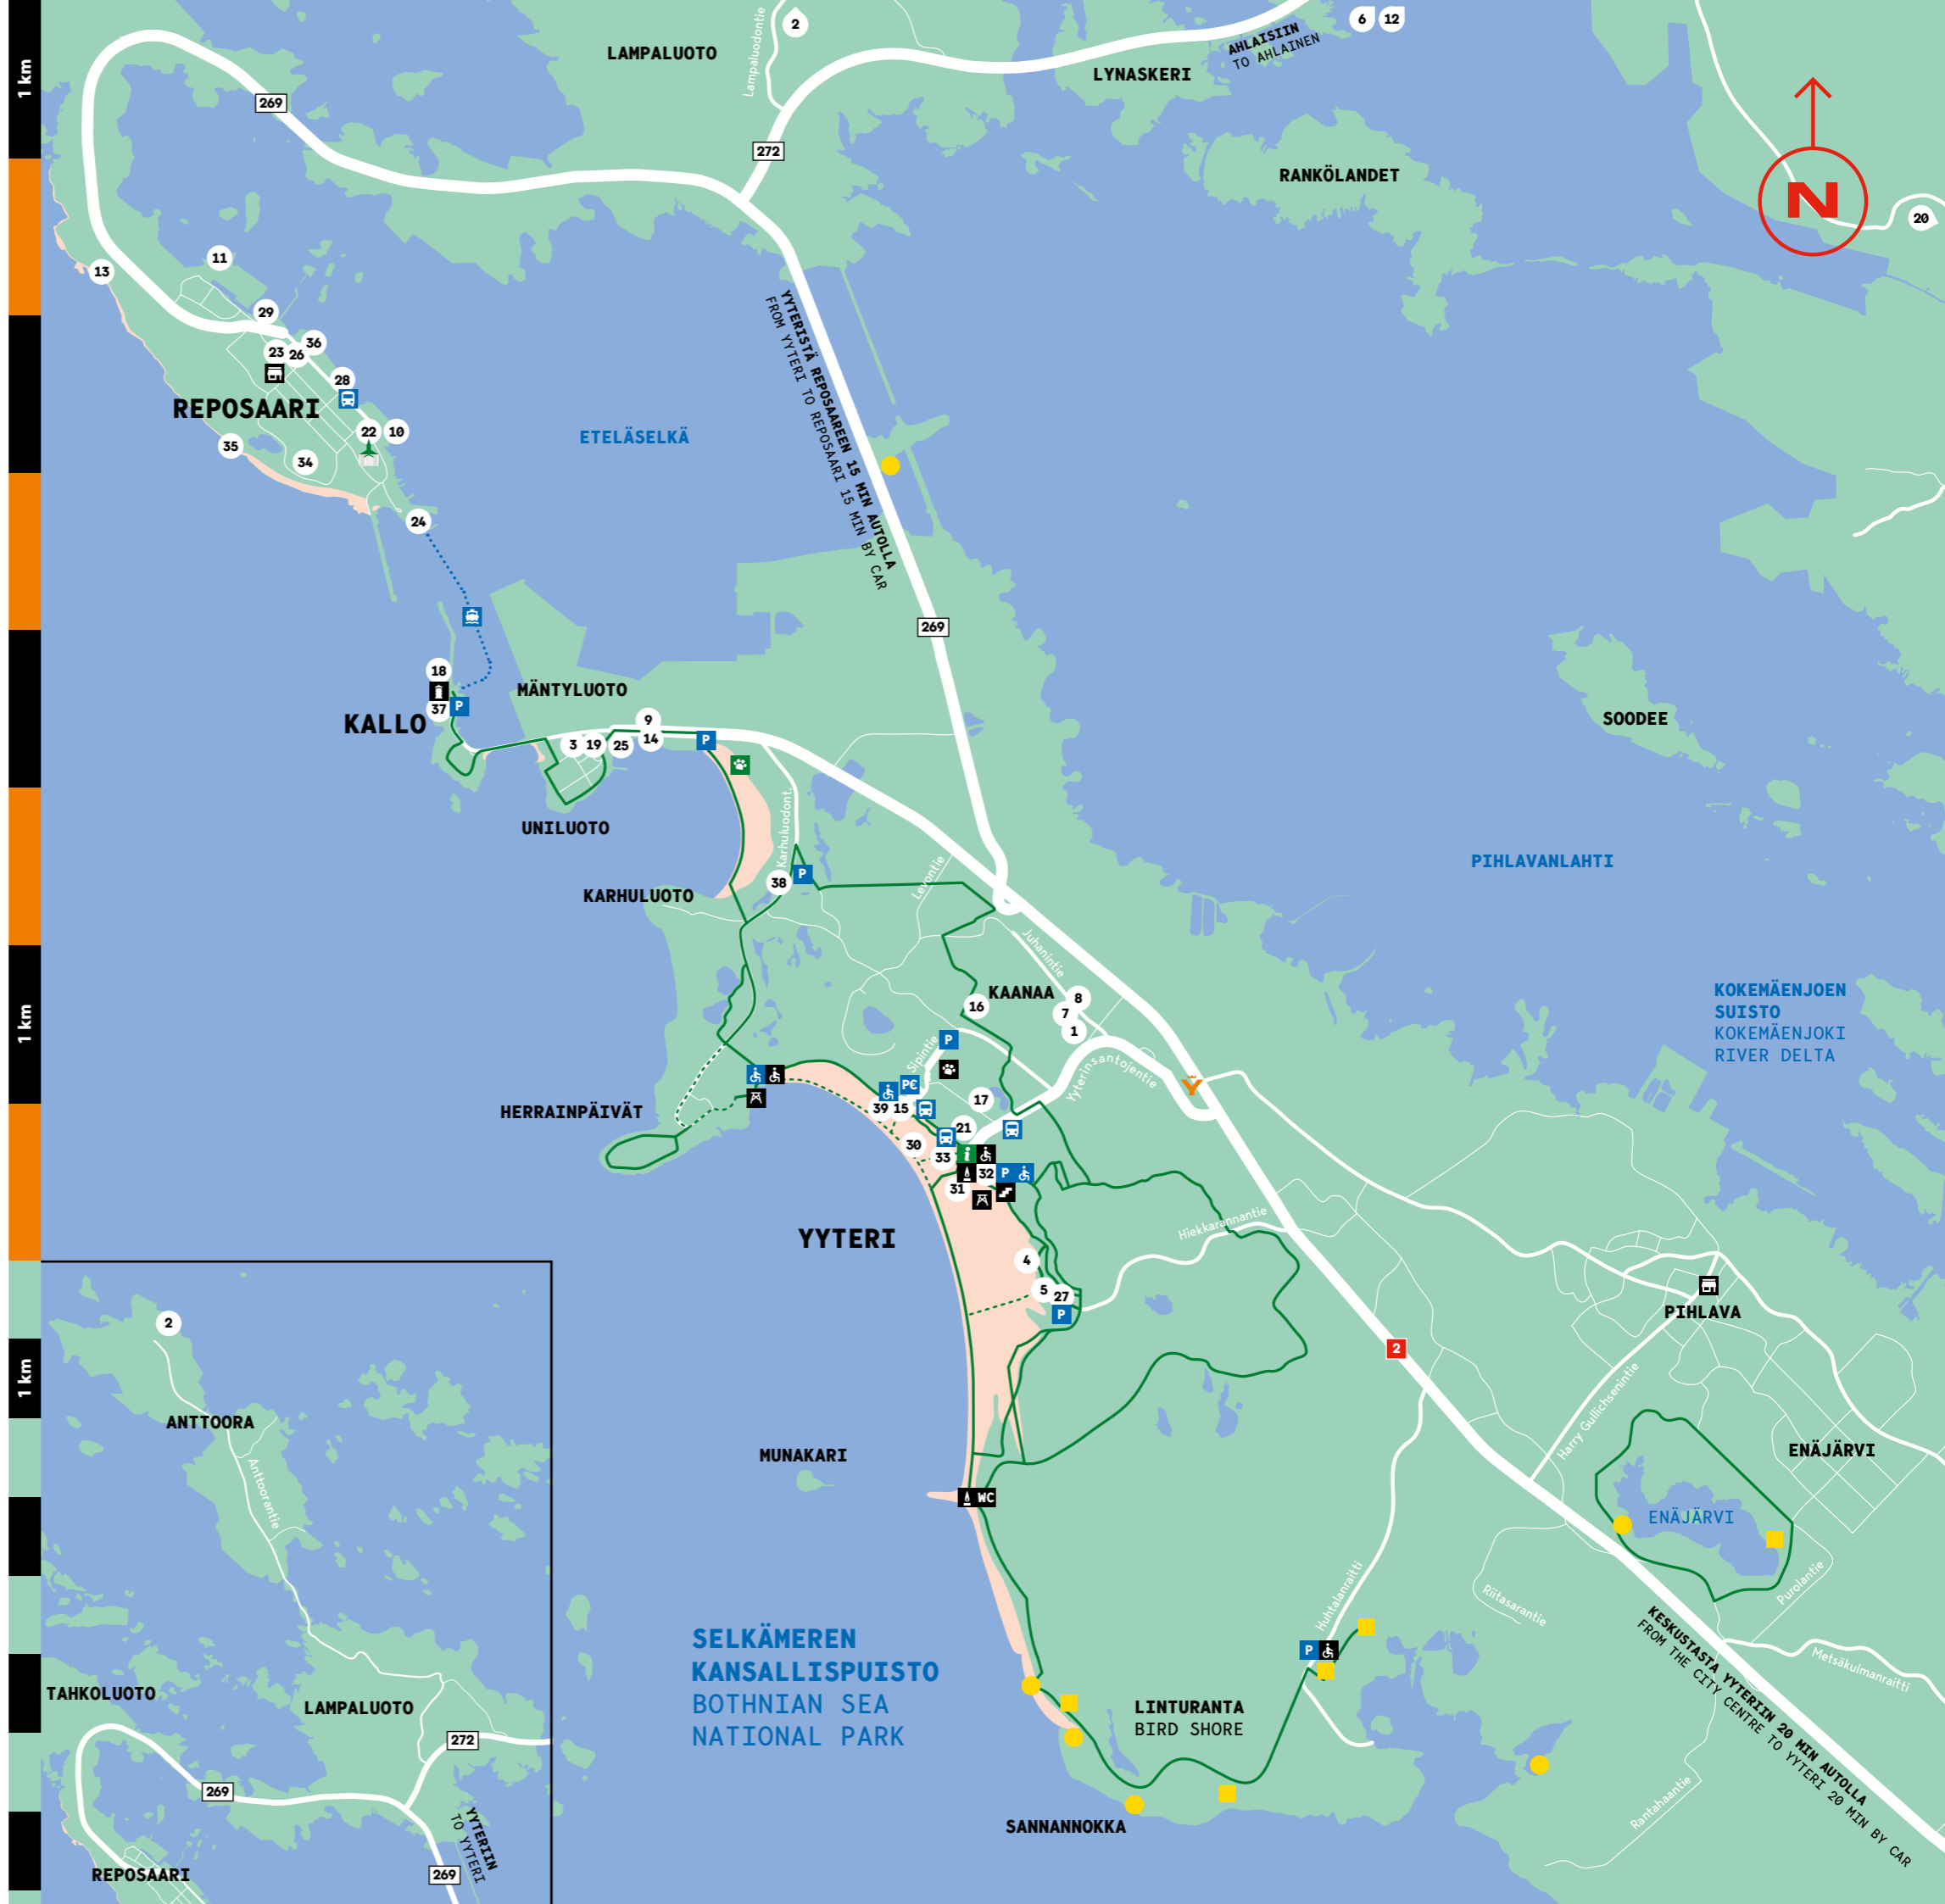 1 km
LAMPALUOTO
Lampaluodontie
2
6
12
AHLAISIIN
TO AHLAINEN
LYNASKERI
269
272
RANKÖLANDET
N
20
13
11
29
36
23
26
28
REPOSAARI
22
10
35
34
24
ETELÄSELKÄ
YYTERISTÄ REPOSAAREEN 15 MIN AUTOLLA
FROM YYTERI TO REPOSAARI 15 MIN BY CAR
269
18
37
P
KALLO
MÄNTYLUOTO
9
3
19
25
14
P
SOODEE
UNILUOTO
Karhuluodont.
PIHLAVANLAHTI
KARHULUOTO
38
P
Levontie
Juhanintie
1 km
KAANAA
16
8
7
1
KOKEMÄENJOEN
SUISTO
KOKEMÄENJOKI
RIVER DELTA
P
Sipintie
Yyterinsantojentie
Y
HERRAINPÄIVÄT
P€
39
15
17
21
30
33
i
32
P
31
YYTERI
Hiekkarannantie
4
5
27
P
PIHLAVA
2
Harry Gullichsenintie
MUNAKARI
WC
ENÄJÄRVI
ENÄJÄRVI
Purolantie
Riitasarantie
Huhtalanraitti
P
KESKUSTASTA YYTERIIN 20 MIN AUTOLLA
FROM THE CITY CENTRE TO YYTERI 20 MIN BY CAR
Metsäkulmanraitti
SELKÄMEREN
KANSALLISPUISTO
BOTHNIAN SEA
NATIONAL PARK
LINTURANTA
BIRD SHORE
SANNANNOKKA
Rantahaantie
1 km
2
ANTTOORA
Anttoorantie
TAHKOLUOTO
LAMPALUOTO
272
269
YYTERIIN
TO YYTERI
REPOSAARI
269